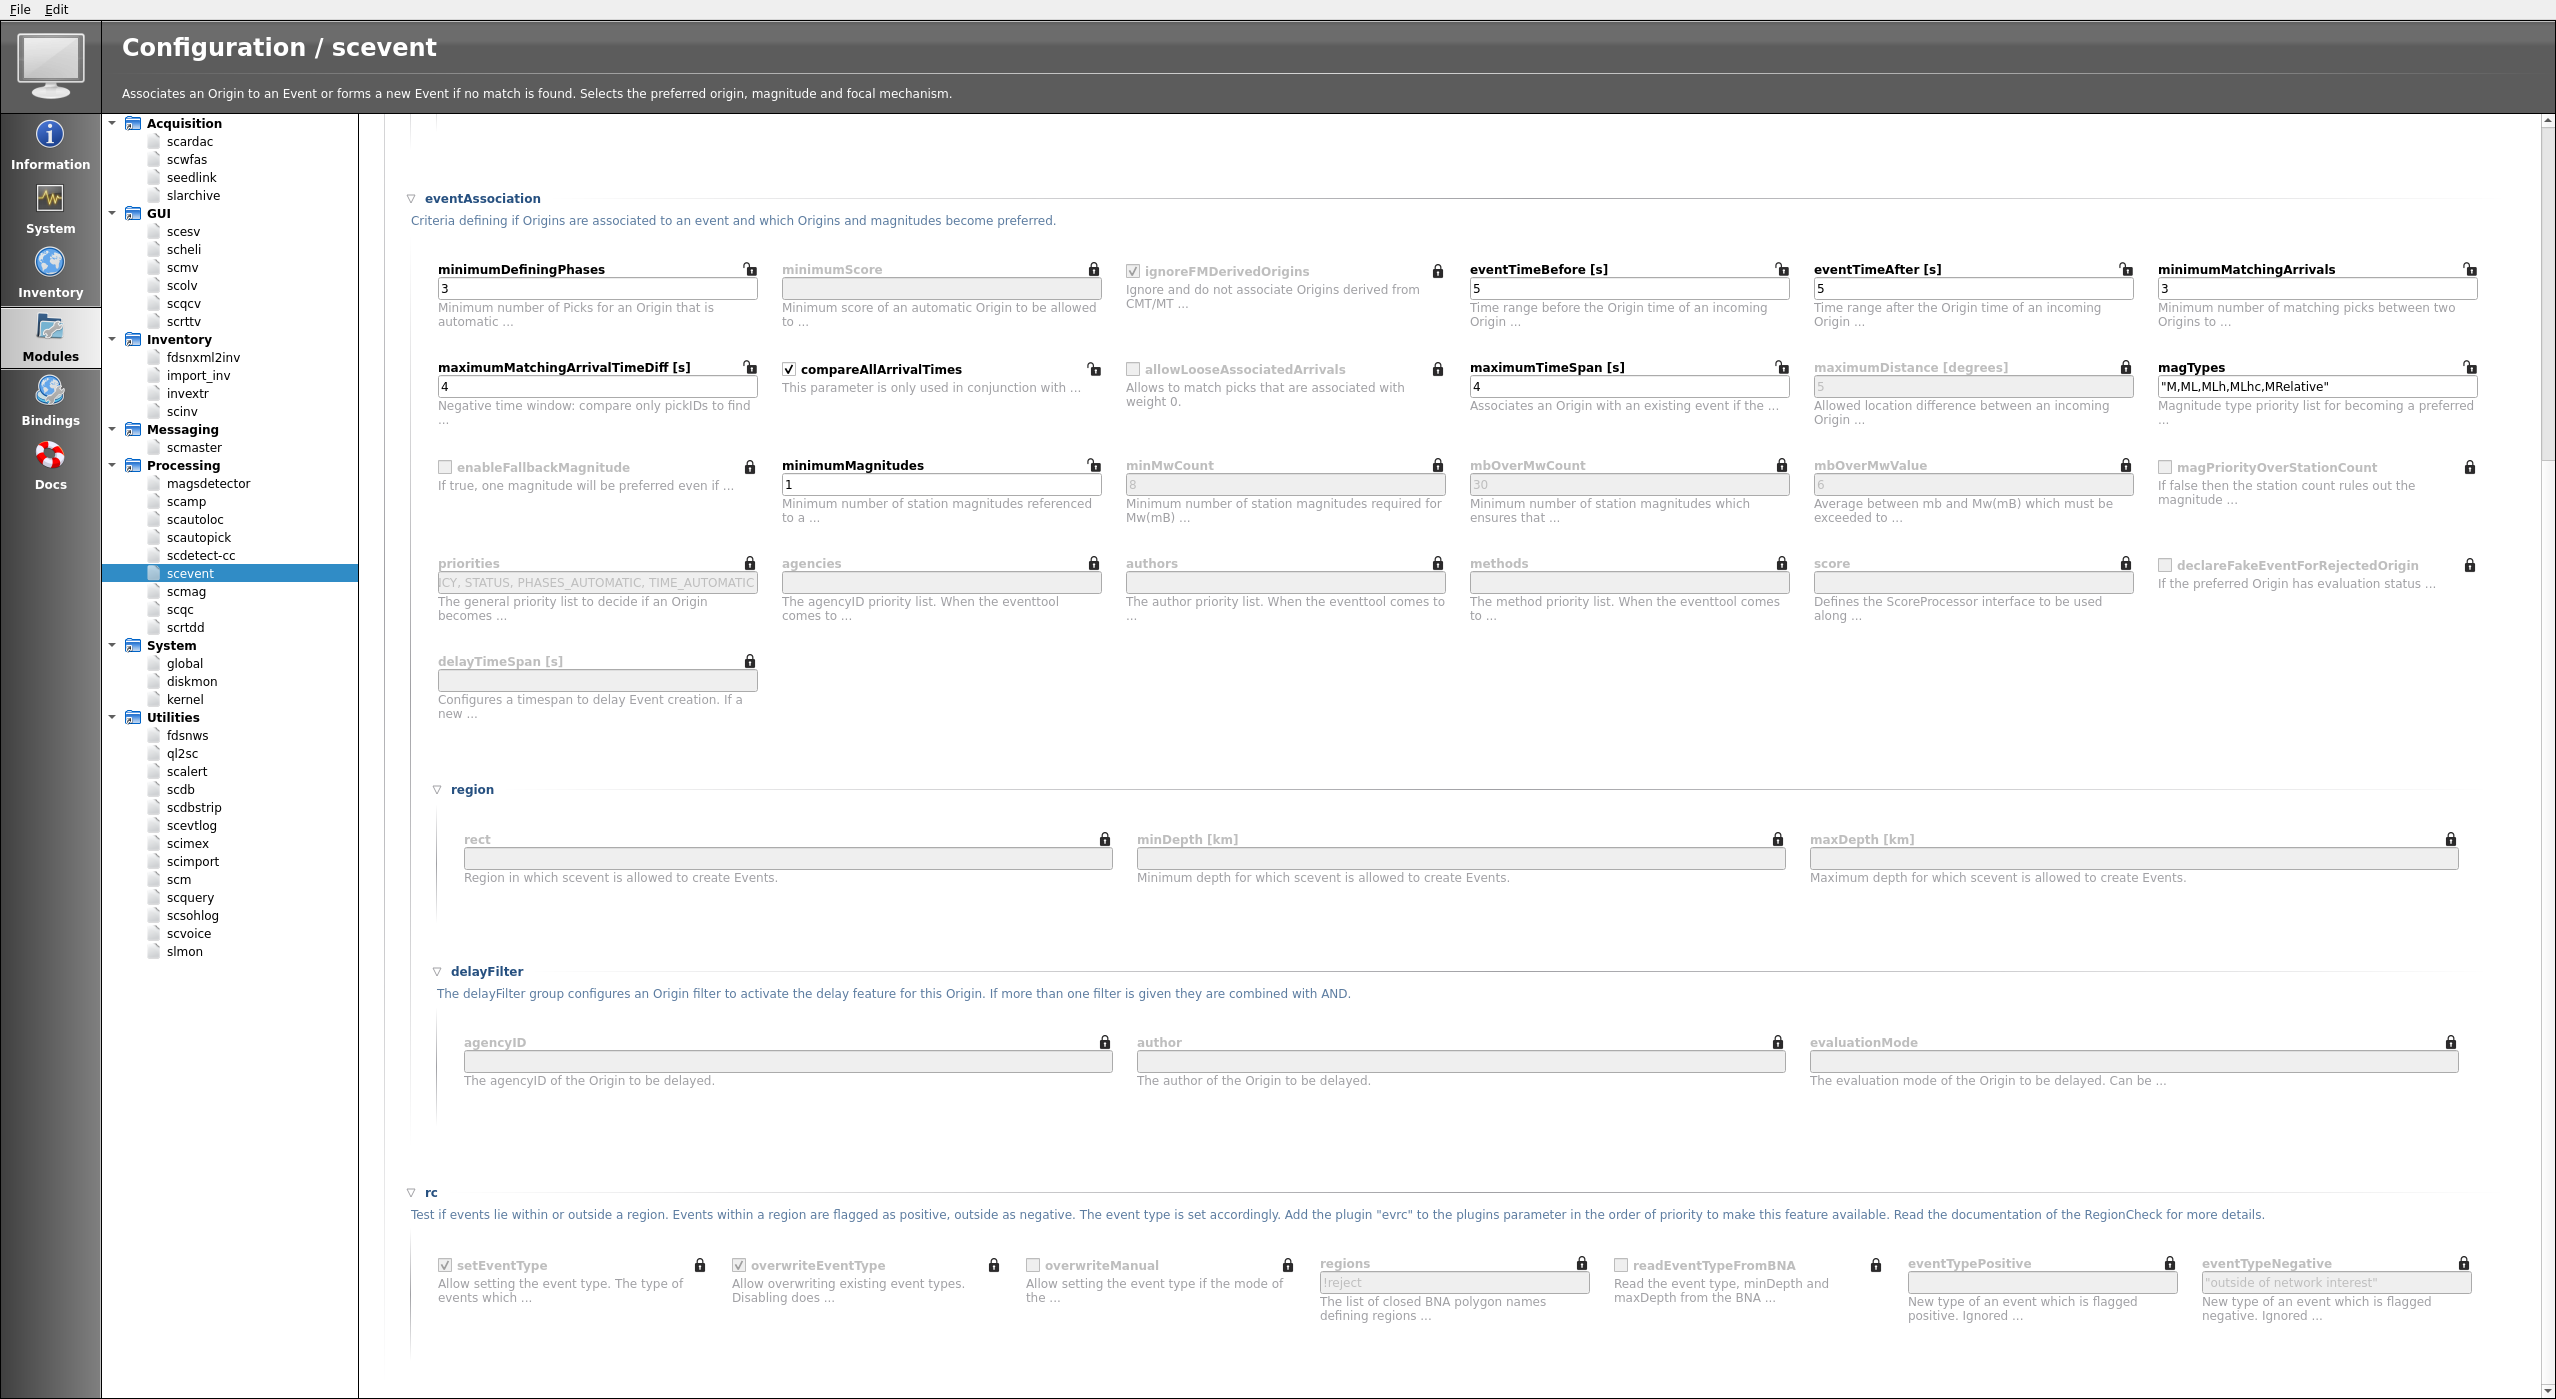 File Edit
Configuration / scevent
Associates an Origin to an Event or forms a new Event if no match is found. Selects the preferred origin, magnitude and focal mechanism.
Information
System
Inventory
Modules
Bindings
Docs
Acquisition
scardac
scwfas
seedlink
slarchive
GUI
scesv
scheli
scmv
scolv
scqcv
scrttv
Inventory
fdsnxml2inv
import_inv
invextr
scinv
Messaging
scmaster
Processing
magsdetector
scamp
scautoloc
scautopick
scdetect-cc
scevent
scmag
scqc
scrtdd
System
global
diskmon
kernel
Utilities
fdsnws
ql2sc
scalert
scdb
scdbstrip
scevtlog
scimex
scimport
scm
scquery
scsohlog
scvoice
slmon
eventAssociation
Criteria defining if Origins are associated to an event and which Origins and magnitudes become preferred.
minimumDefiningPhases
3
Minimum number of Picks for an Origin that is
automatic ...
minimumScore
Minimum score of an automatic Origin to be allowed
to ...
ignoreFMDerivedOrigins
Ignore and do not associate Origins derived from
CMT/MT ...
eventTimeBefore [s]
5
Time range before the Origin time of an incoming
Origin ...
eventTimeAfter [s]
5
Time range after the Origin time of an incoming
Origin ...
minimumMatchingArrivals
3
Minimum number of matching picks between two
Origins to ...
maximumMatchingArrivalTimeDiff [s]
4
Negative time window: compare only pickIDs to find
...
compareAllArrivalTimes
This parameter is only used in conjunction with ...
allowLooseAssociatedArrivals
Allows to match picks that are associated with
weight 0.
maximumTimeSpan [s]
4
Associates an Origin with an existing event if the ...
maximumDistance [degrees]
5
Allowed location difference between an incoming
Origin ...
magTypes
"M,ML,MLh,MLhc,MRelative"
Magnitude type priority list for becoming a preferred
...
enableFallbackMagnitude
If true, one magnitude will be preferred even if ...
minimumMagnitudes
1
Minimum number of station magnitudes referenced
to a ...
minMwCount
8
Minimum number of station magnitudes required for
Mw(mB) ...
mbOverMwCount
30
Minimum number of station magnitudes which
ensures that ...
mbOverMwValue
6
Average between mb and Mw(mB) which must be
exceeded to ...
magPriorityOverStationCount
If false then the station count rules out the
magnitude ...
priorities
ICY, STATUS, PHASES_AUTOMATIC, TIME_AUTOMATIC
The general priority list to decide if an Origin
becomes ...
agencies
The agencyID priority list. When the eventtool
comes to ...
authors
The author priority list. When the eventtool comes to
...
methods
The method priority list. When the eventtool comes
to ...
score
Defines the ScoreProcessor interface to be used
along ...
declareFakeEventForRejectedOrigin
If the preferred Origin has evaluation status ...
delayTimeSpan [s]
Configures a timespan to delay Event creation. If a
new ...
region
rect
Region in which scevent is allowed to create Events.
minDepth [km]
Minimum depth for which scevent is allowed to create Events.
maxDepth [km]
Maximum depth for which scevent is allowed to create Events.
delayFilter
The delayFilter group configures an Origin filter to activate the delay feature for this Origin. If more than one filter is given they are combined with AND.
agencyID
The agencyID of the Origin to be delayed.
author
The author of the Origin to be delayed.
evaluationMode
The evaluation mode of the Origin to be delayed. Can be ...
rc
Test if events lie within or outside a region. Events within a region are flagged as positive, outside as negative. The event type is set accordingly. Add the plugin "evrc" to the plugins parameter in the order of priority to make this feature available. Read the documentation of the RegionCheck for more details.
setEventType
Allow setting the event type. The type of
events which ...
overwriteEventType
Allow overwriting existing event types.
Disabling does ...
overwriteManual
Allow setting the event type if the mode of
the ...
regions
!reject
The list of closed BNA polygon names
defining regions ...
readEventTypeFromBNA
Read the event type, minDepth and
maxDepth from the BNA ...
eventTypePositive
New type of an event which is flagged
positive. Ignored ...
eventTypeNegative
"outside of network interest"
New type of an event which is flagged
negative. Ignored ...